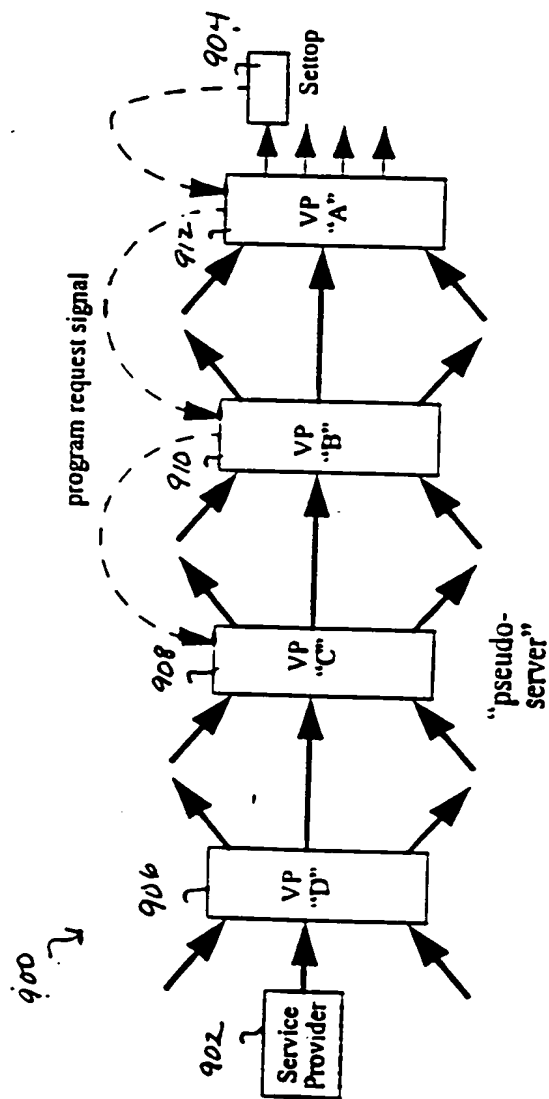 900
902
Service
Provider
906
VP
"D"
908
VP
"C"
"pseudo-
server"
910
VP
"B"
program request signal
912
VP
"A"
904
Settop